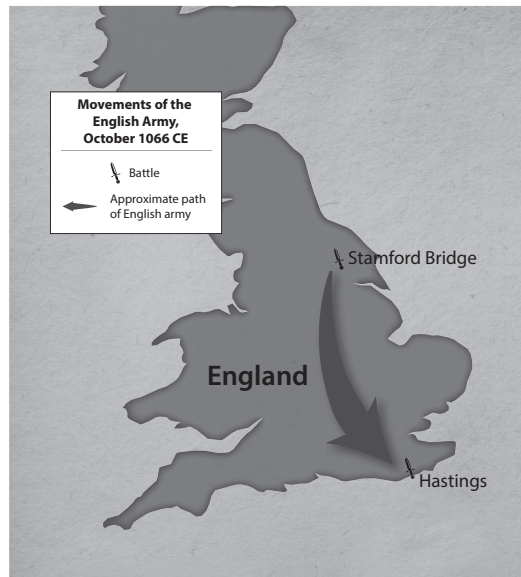 Movements of the
English Army,
October 1066 CE
Battle
Approximate path
of English army
Stamford Bridge
England
Hastings